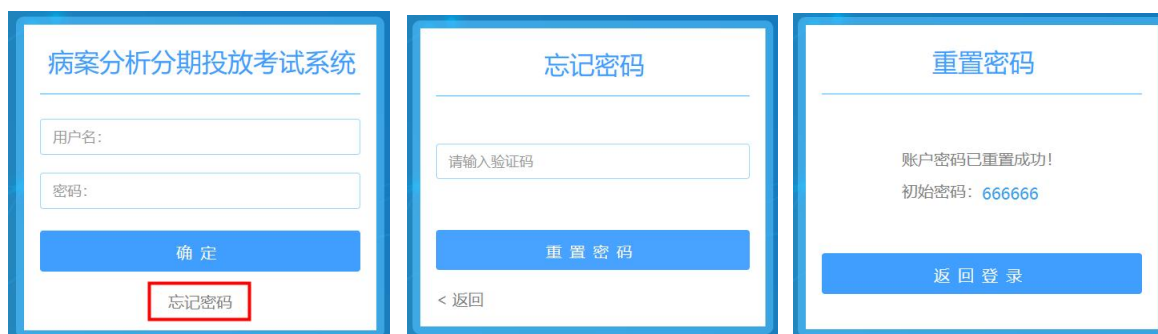 病案分析分期投放考试系统
用户名:
密码:
确 定
忘记密码
忘记密码
请输入验证码
重 置 密 码
< 返回
重置密码
账户密码已重置成功!
初始密码: 666666
返 回 登 录